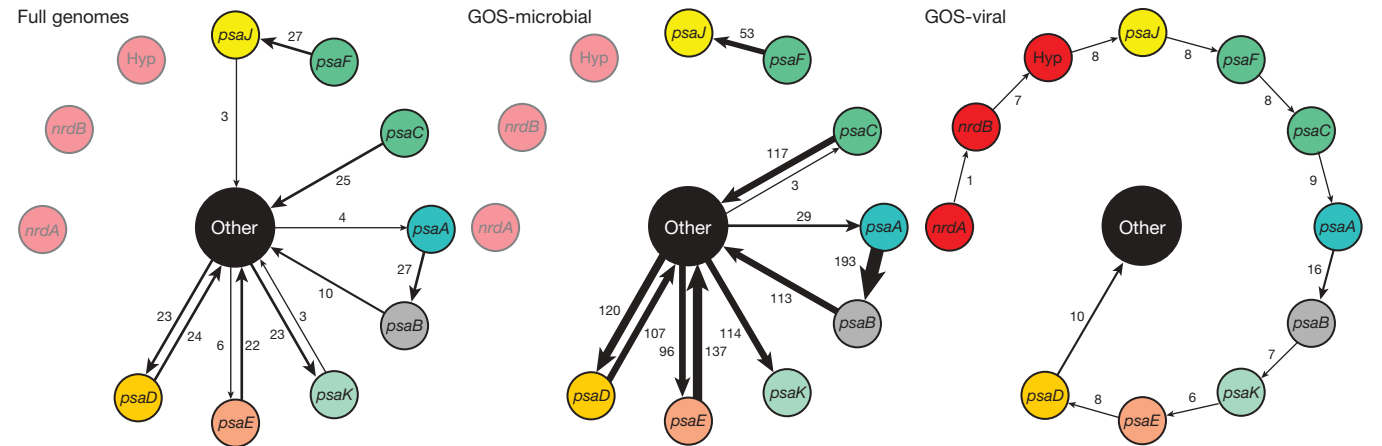 Full genomes
psaJ
27
psaF
Hyp
nrdB
nrdA
3
psaC
25
Other
4
psaA
27
10
psaB
23
24
6
22
23
3
psaD
psaE
psaK
GOS-microbial
psaJ
53
psaF
Hyp
nrdB
nrdA
psaC
117
3
Other
29
psaA
193
113
psaB
120
107
96
137
114
psaD
psaE
psaK
GOS-viral
psaJ
8
8
Hyp
psaF
7
8
nrdB
psaC
1
9
nrdA
Other
psaA
16
10
psaB
7
psaD
8
psaE
6
psaK